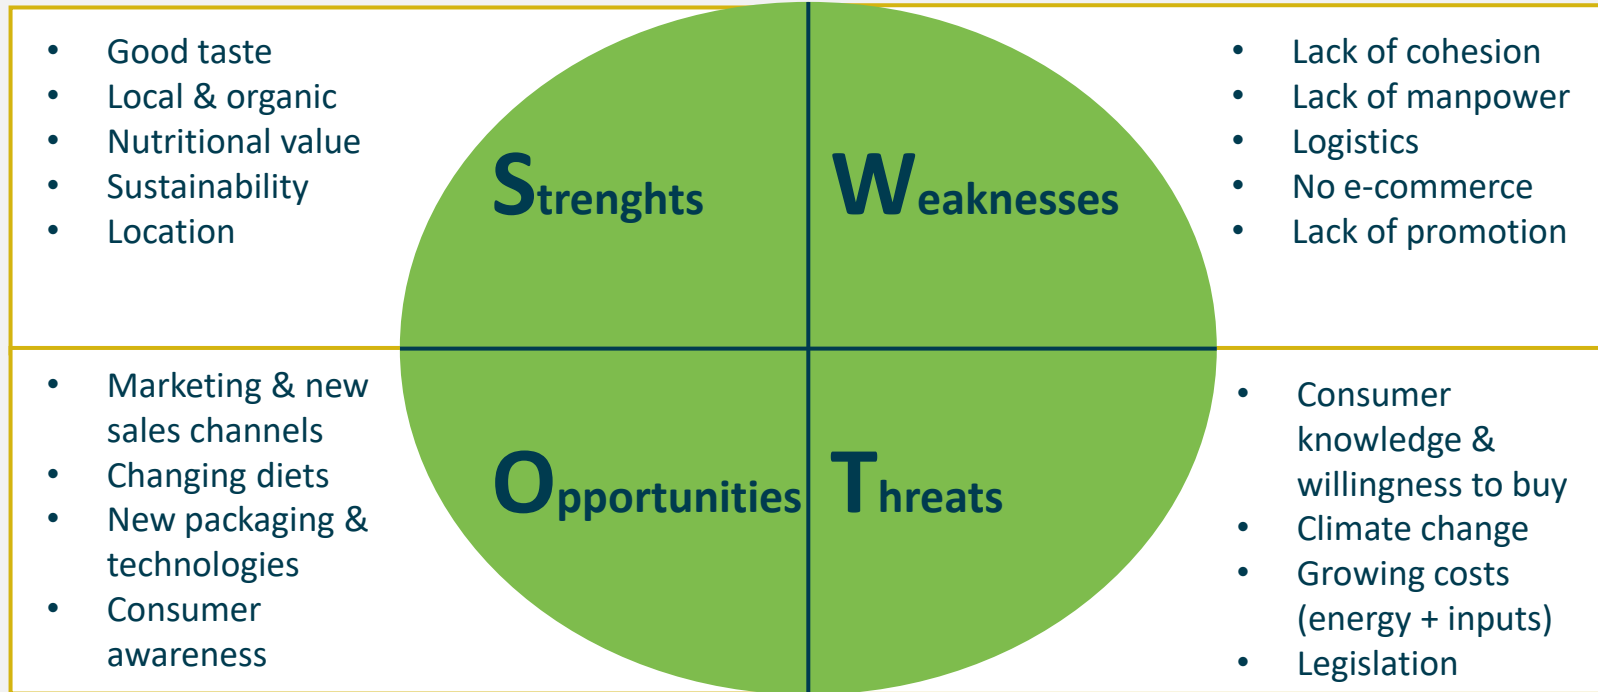 • Good taste
• Local & organic
• Nutritional value
• Sustainability
• Location
Strenghts
Weaknesses
• Lack of cohesion
• Lack of manpower
• Logistics
• No e-commerce
• Lack of promotion
• Marketing & new
sales channels
• Changing diets
• New packaging &
technologies
• Consumer
awareness
Opportunities
Threats
• Consumer
knowledge &
willingness to buy
• Climate change
• Growing costs
(energy + inputs)
• Legislation